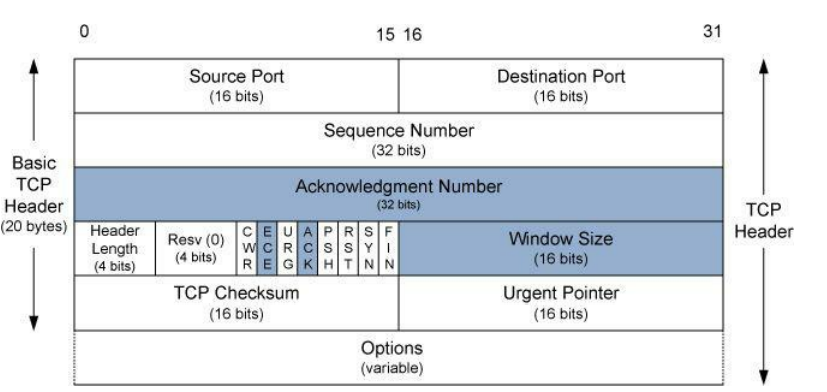 0 15 16 31
Source Port Destination Port
(16 bits) (16 bits)
Sequence Number
(32 bits)
Basic
TCP
Header
(20 bytes)
Acknowledgment Number
(32 bits)
TCP
Header
Header
Length
(4 bits)
Resv (0)
(4 bits)
CWR
ECE
URG
ACK
PSH
RST
SYN
FIN
Window Size
(16 bits)
TCP Checksum Urgent Pointer
(16 bits) (16 bits)
Options
(variable)